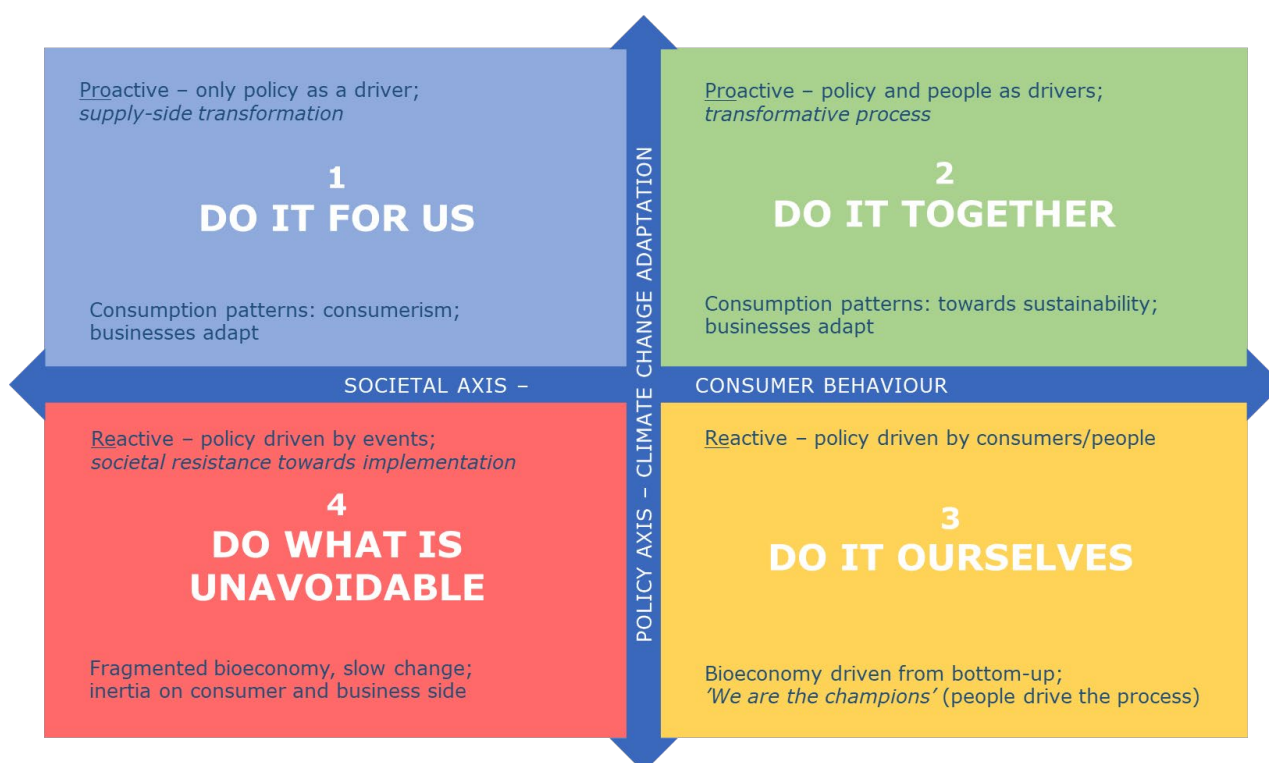 Proactive – only policy as a driver;
supply-side transformation
1
DO IT FOR US
Consumption patterns: consumerism;
businesses adapt
Proactive – policy and people as drivers;
transformative process
2
DO IT TOGETHER
Consumption patterns: towards sustainability;
businesses adapt
SOCIETAL AXIS –
CONSUMER BEHAVIOUR
POLICY AXIS – CLIMATE CHANGE ADAPTATION
Reactive – policy driven by events;
societal resistance towards implementation
4
DO WHAT IS
UNAVOIDABLE
Fragmented bioeconomy, slow change;
inertia on consumer and business side
Reactive – policy driven by consumers/people
3
DO IT OURSELVES
Bioeconomy driven from bottom-up;
'We are the champions' (people drive the process)